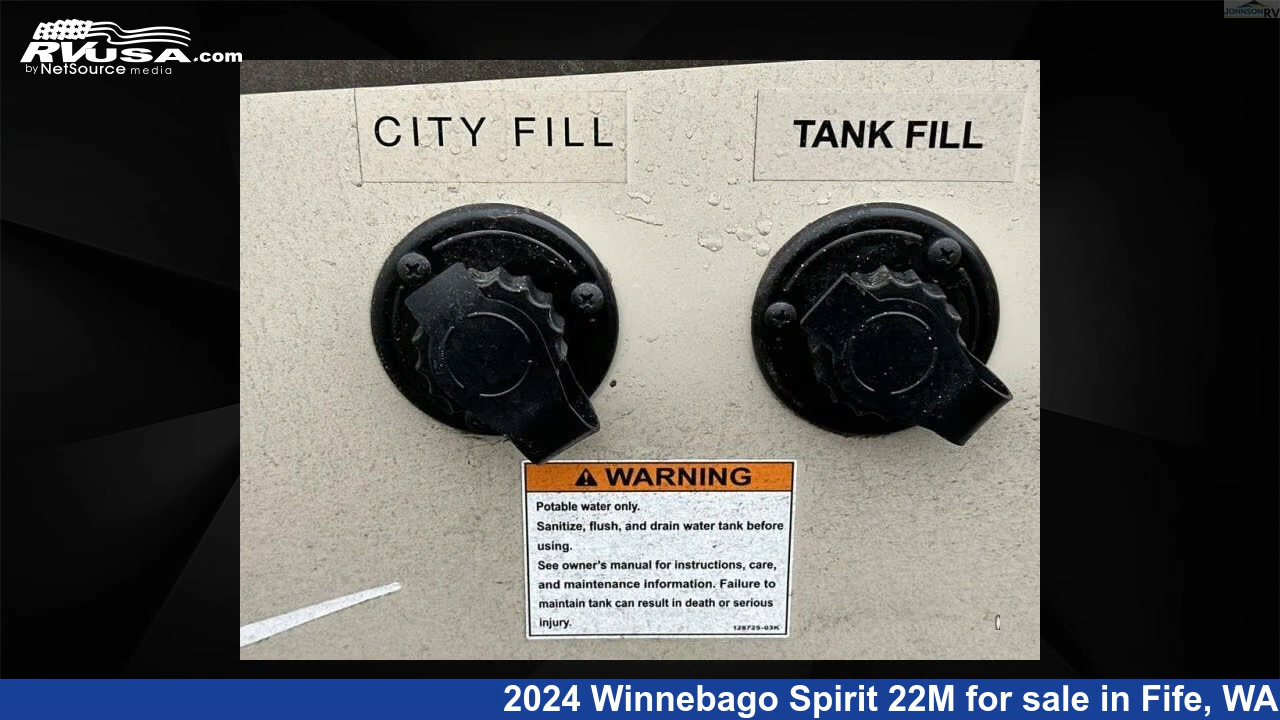 JOHNSON RV
RVUSA.com
by NetSource media
CITY FILL
TANK FILL
WARNING
Potable water only.
Sanitize, flush, and drain water tank before
using.
See owner's manual for instructions, care,
and maintenance information. Failure to
maintain tank can result in death or serious
injury.
128725-03K
2024 Winnebago Spirit 22M for sale in Fife, WA